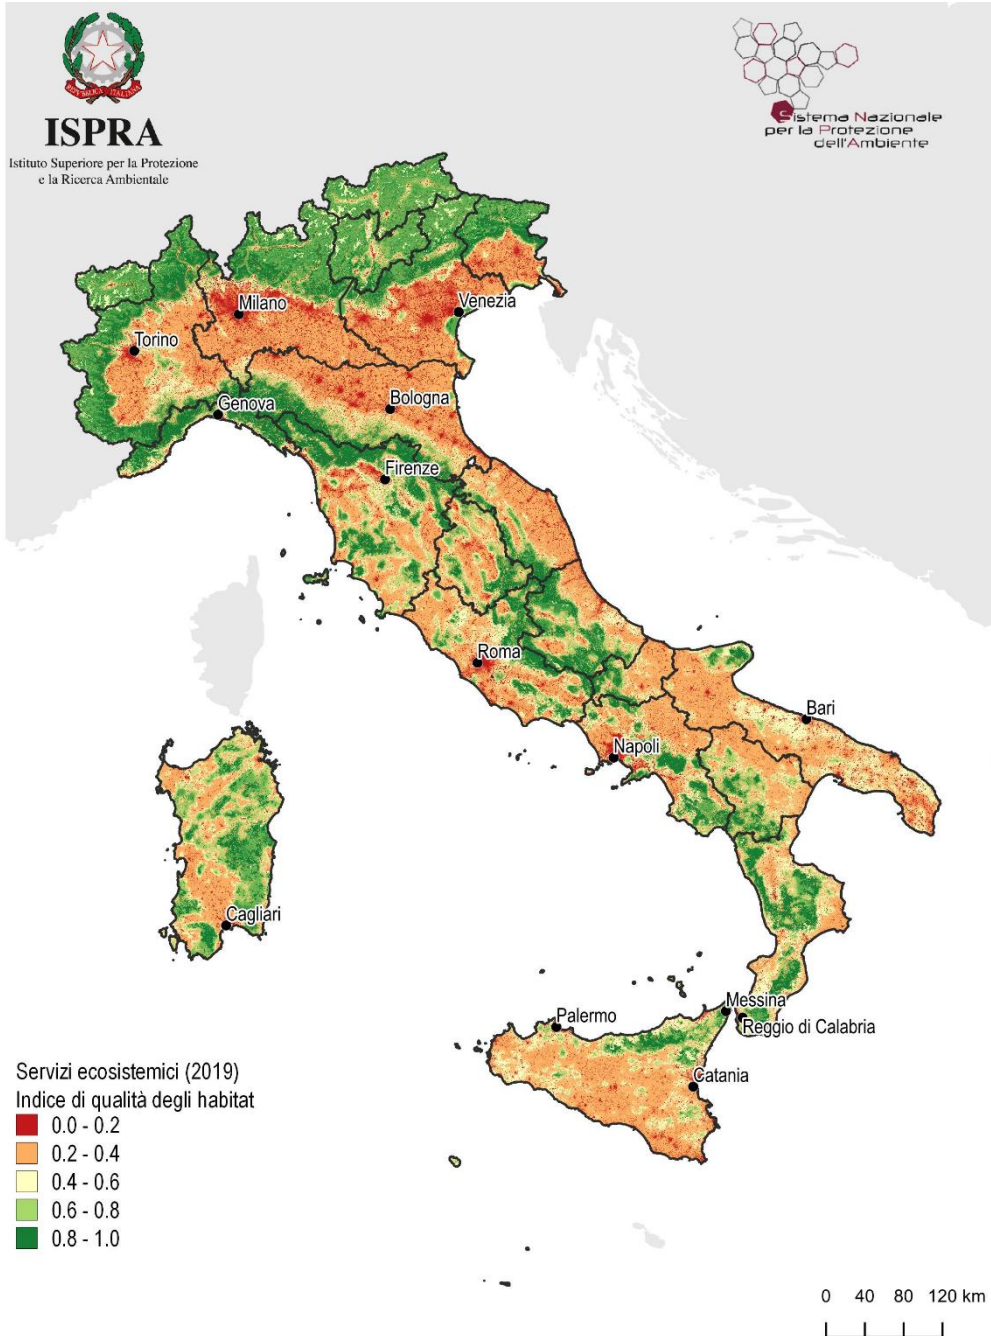 REPVBBLICA ITALIANA
ISPRA
Istituto Superiore per la Protezione
e la Ricerca Ambientale
Sistema Nazionale
per la Protezione
dell'Ambiente
Milano
Venezia
Torino
Genova
Bologna
Firenze
Roma
Bari
Napoli
Cagliari
Messina
Palermo
Reggio di Calabria
Catania
Servizi ecosistemici (2019)
Indice di qualità degli habitat
0.0 - 0.2
0.2 - 0.4
0.4 - 0.6
0.6 - 0.8
0.8 - 1.0
0 40 80 120 km